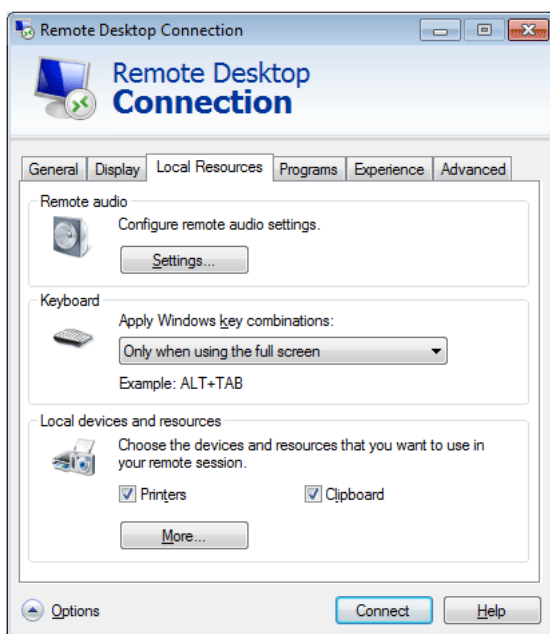 Remote Desktop Connection
Remote Desktop
Connection
General Display Local Resources Programs Experience Advanced
Remote audio
Configure remote audio settings.
Settings...
Keyboard
Apply Windows key combinations:
Only when using the full screen
Example: ALT+TAB
Local devices and resources
Choose the devices and resources that you want to use in
your remote session.
Printers Clipboard
More...
Options Connect Help